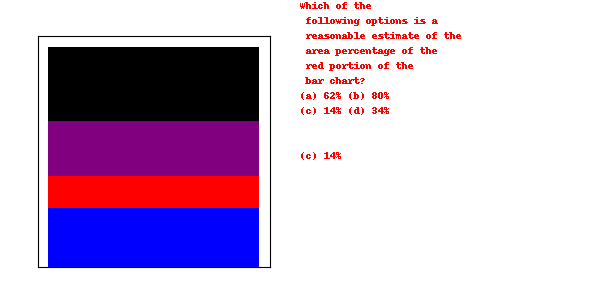 Which of the
following options is a
reasonable estimate of the
area percentage of the
red portion of the
bar chart?
(a) 62% (b) 80%
(c) 14% (d) 34%
(c) 14%